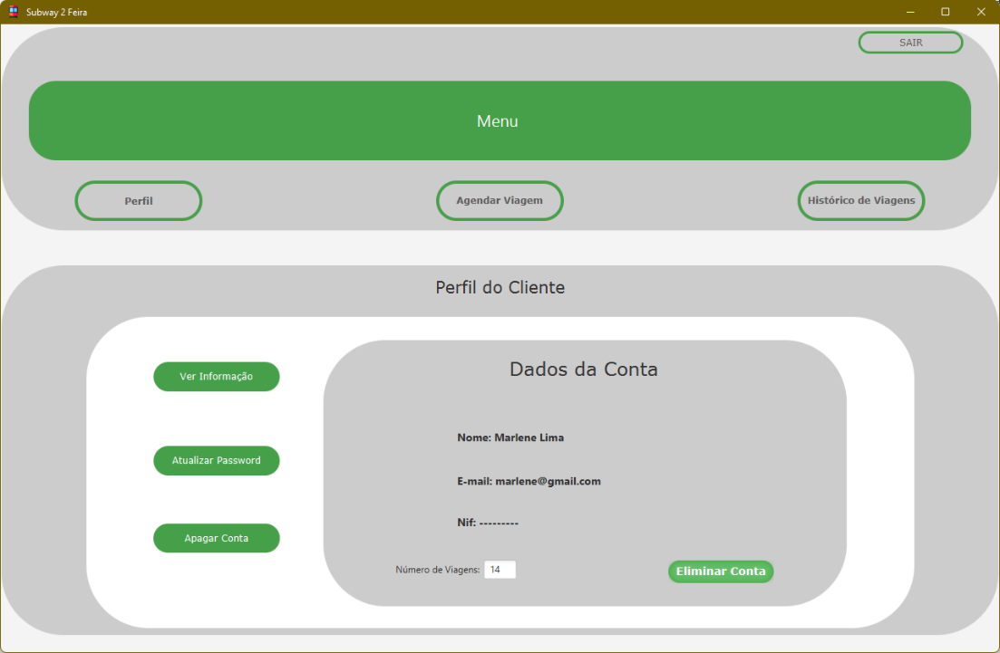 Subway 2 Feira
SAIR
Menu
Perfil
Agendar Viagem
Histórico de Viagens
Perfil do Cliente
Ver Informação
Atualizar Password
Apagar Conta
Dados da Conta
Nome: Marlene Lima
E-mail: marlene@gmail.com
Nif: ---------
Número de Viagens: 14
Eliminar Conta